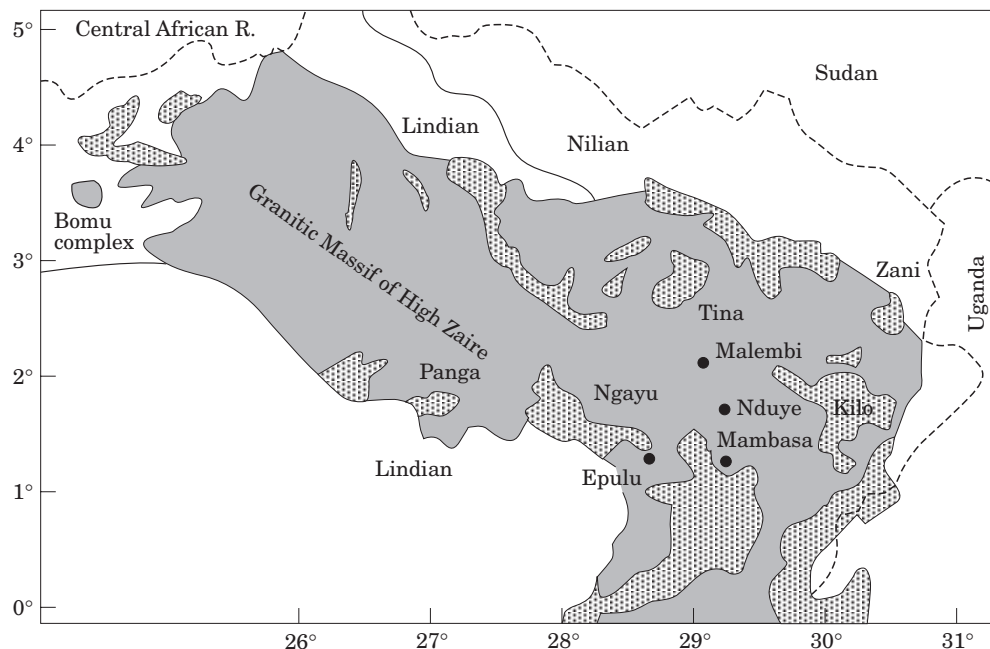 5°
Central African R.
Sudan
4°
Lindian
Nilian
Granitic Massif of High Zaire
Bomu
complex
3°
Zani
Uganda
Tina
Malembi
2°
Panga
Ngayu
Nduye
Kilo
Mambasa
Lindian
Epulu
1°
0°
26°
27°
28°
29°
30°
31°